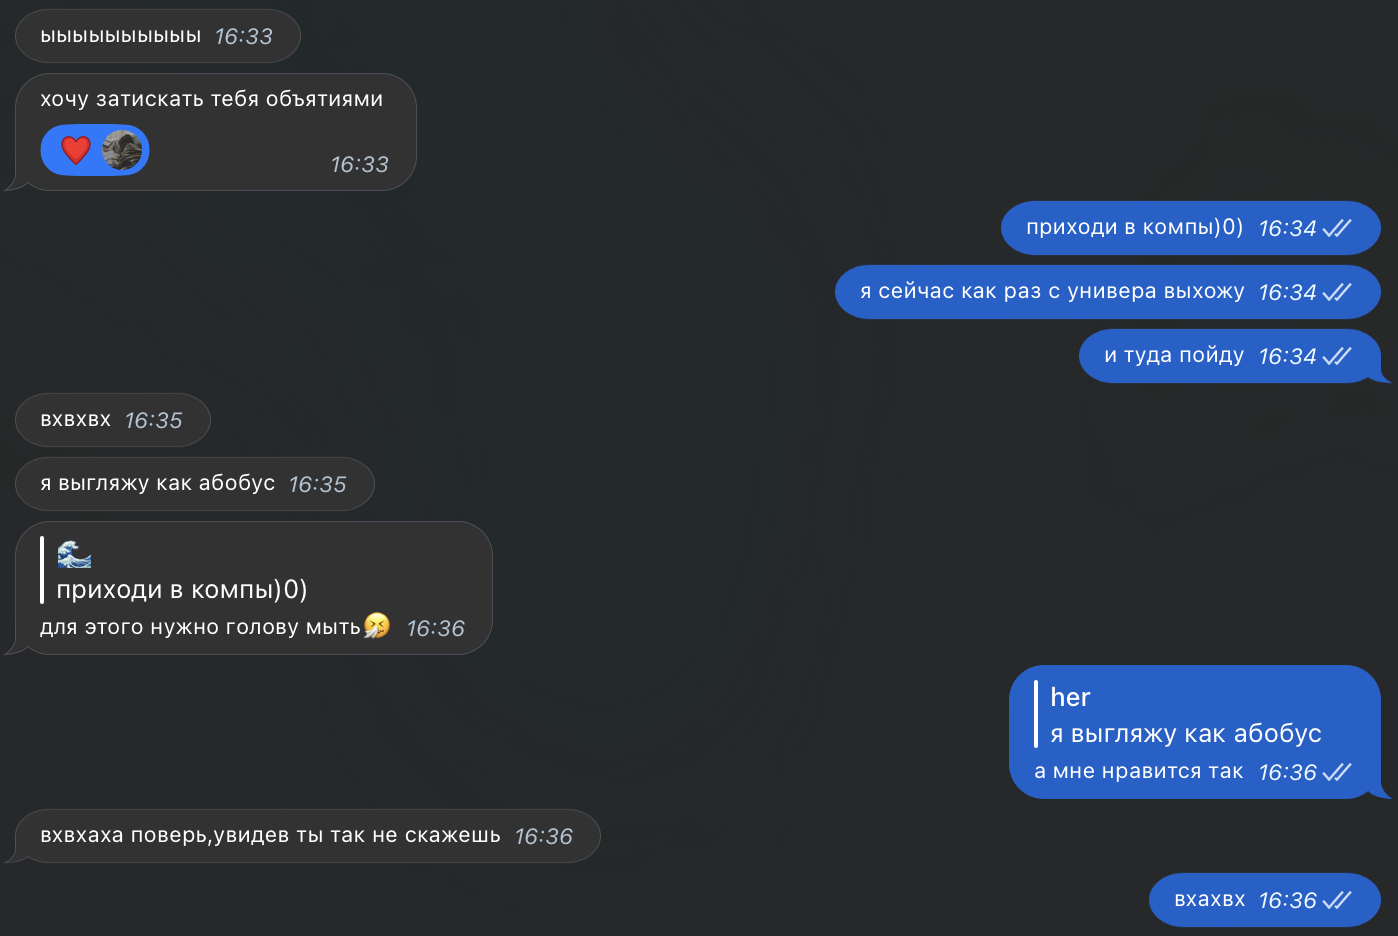 ыыыыыыыыыы 16:33
хочу затискать тебя объятиями
❤️ 16:33
приходи в компы)0) 16:34
я сейчас как раз с универа выхожу 16:34
и туда пойду 16:34
вхвхвх 16:35
я выгляжу как абобус 16:35
🌊
приходи в компы)0)
для этого нужно голову мыть🤧 16:36
her
я выгляжу как абобус
а мне нравится так 16:36
вхвхаха поверь,увидев ты так не скажешь 16:36
вхахвх 16:36